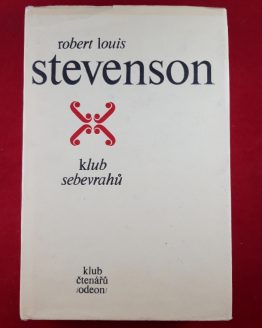 robert louis
stevenson
klub
sebevrahů
klub
čtenářů
/odeon/